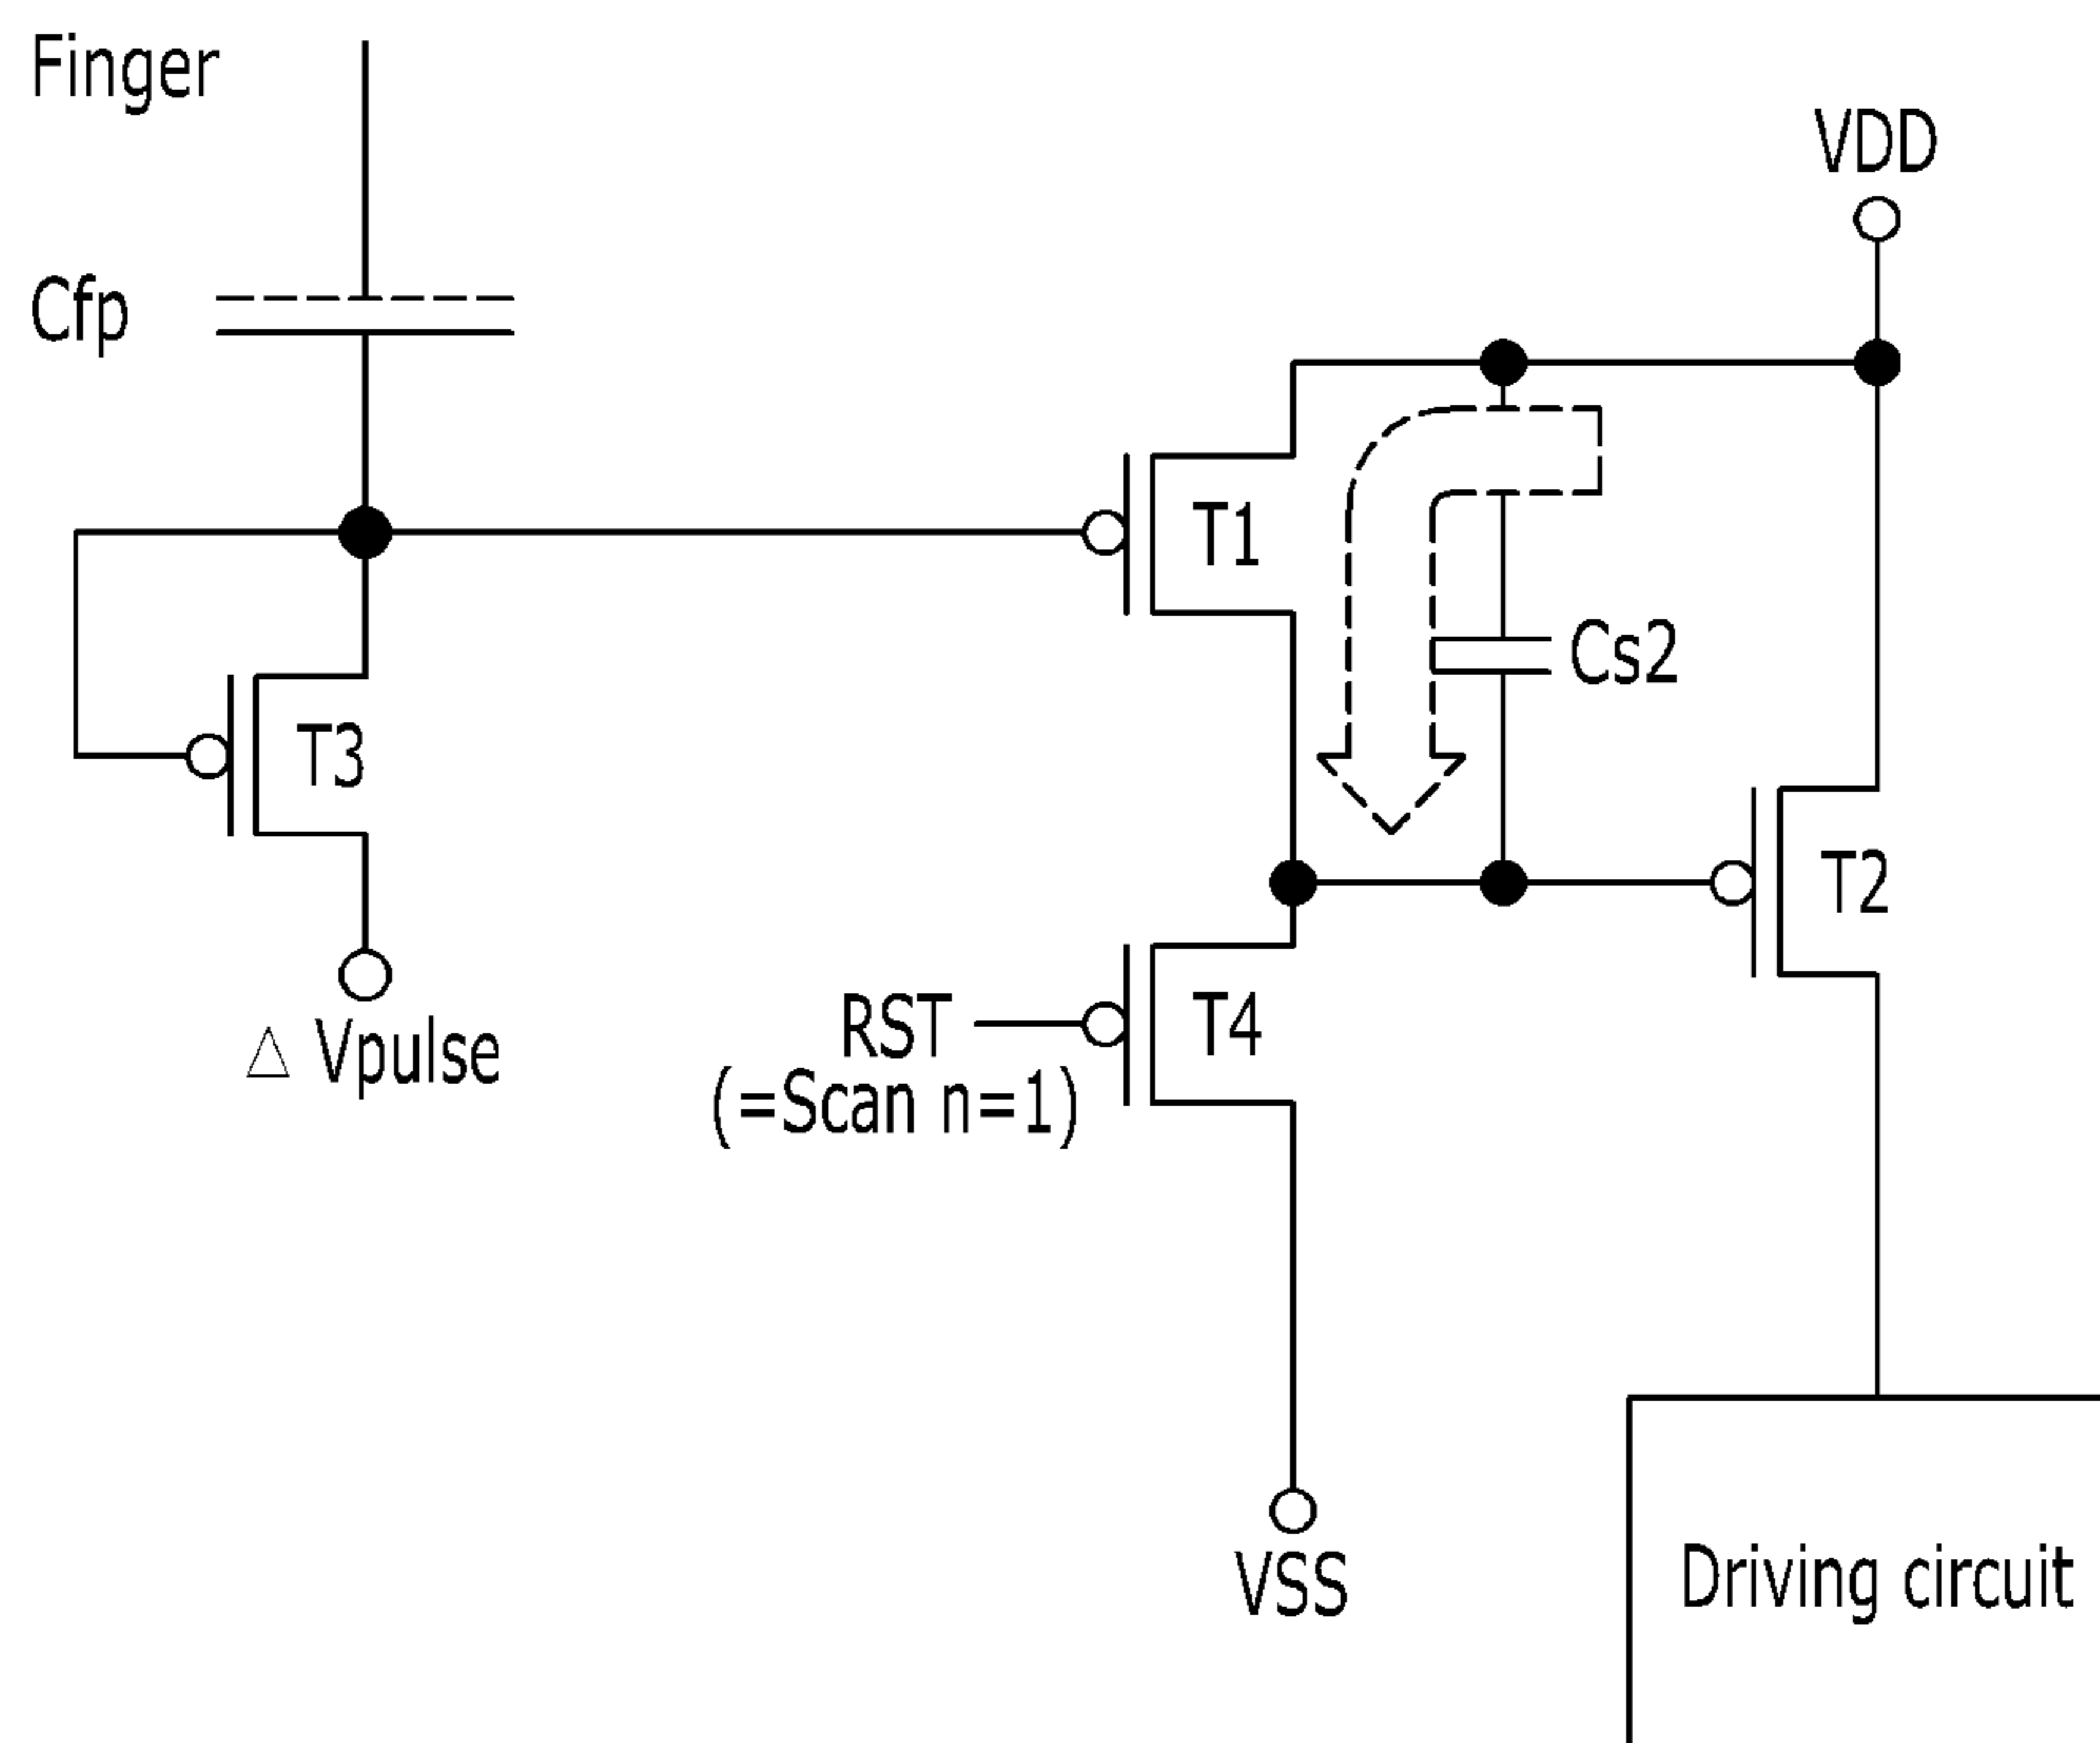 Finger
VDD
Cfp
T1
Cs2
T3
T2
RST
T4
(=Scan n=1)
△ Vpulse
VSS
Driving circuit